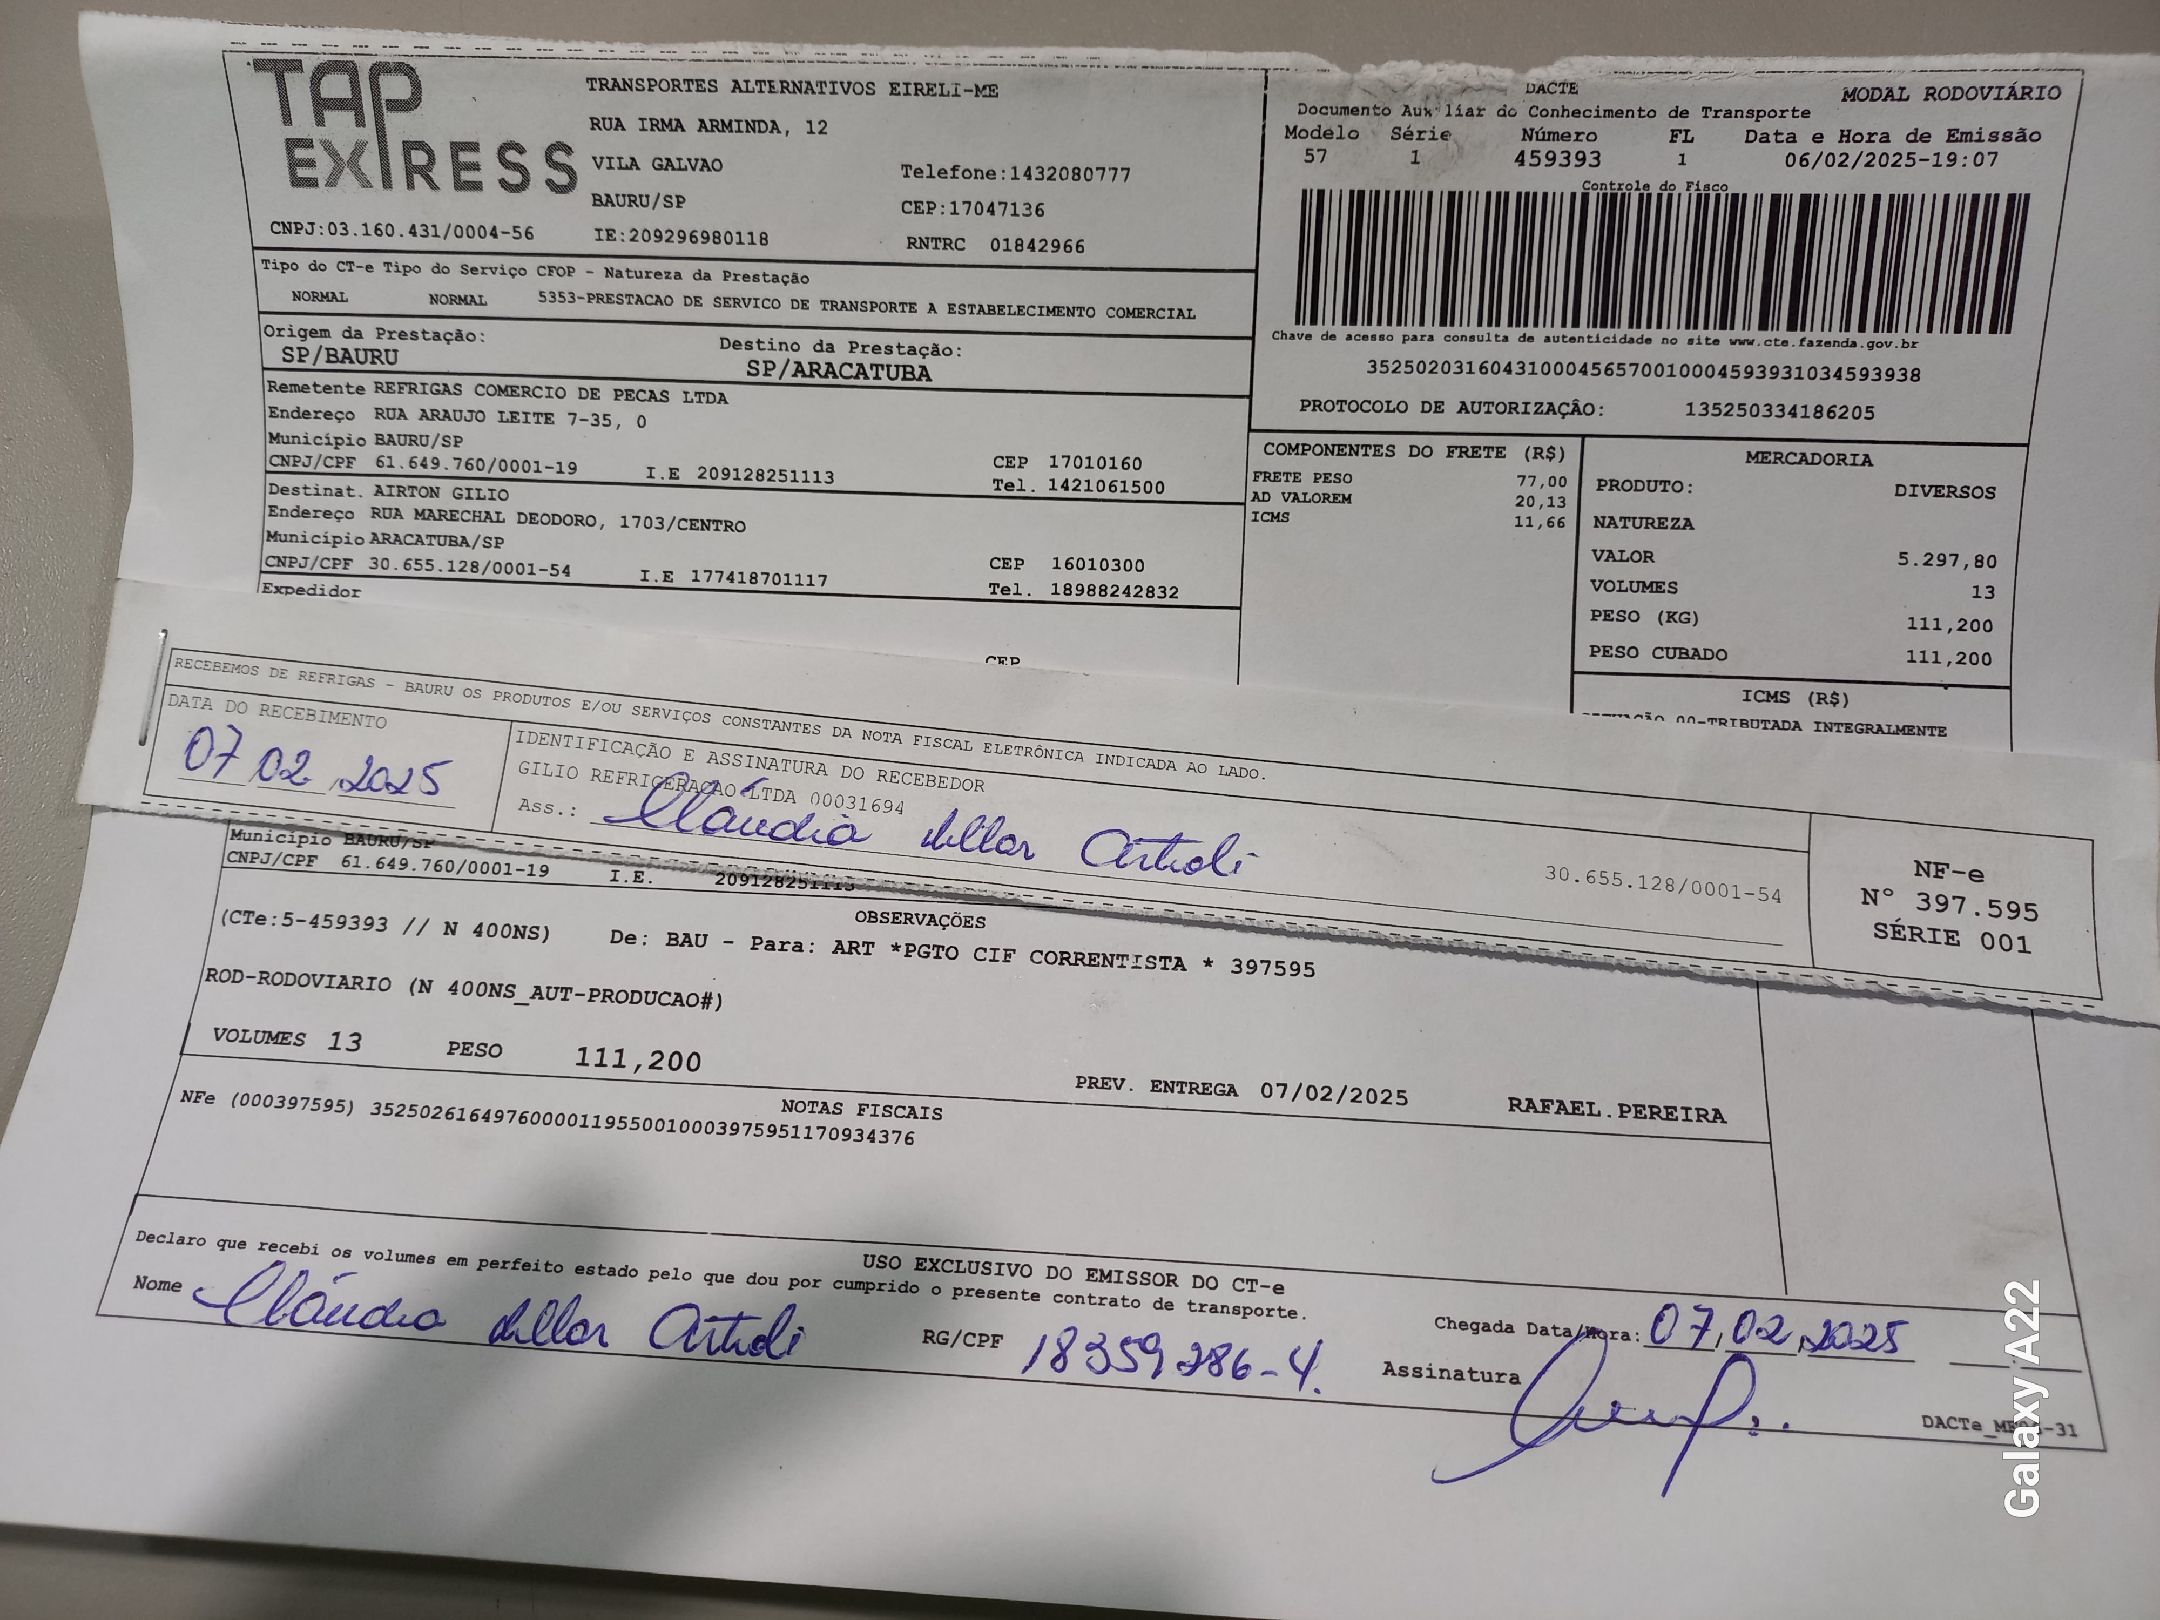 TAP EXPRESS
TRANSPORTES ALTERNATIVOS EIRELI-ME
RUA IRMA ARMINDA, 12
VILA GALVAO
Telefone:1432080777
BAURU/SP
CEP:17047136
CNPJ:03.160.431/0004-56
IE:209296980118
RNTRC 01842966
DACTE
MODAL RODOVIÁRIO
Documento Auxiliar do Conhecimento de Transporte
Modelo Série Número FL Data e Hora de Emissão
57 1 459393 1 06/02/2025-19:07
Controle do Fisco
Chave de acesso para consulta de autenticidade no site www.cte.fazenda.gov.br
35250203160431000456570010004593931034593938
PROTOCOLO DE AUTORIZAÇÂO: 135250334186205
Tipo do CT-e Tipo do Serviço CFOP - Natureza da Prestação
NORMAL NORMAL 5353-PRESTACAO DE SERVICO DE TRANSPORTE A ESTABELECIMENTO COMERCIAL
Origem da Prestação: Destino da Prestação:
SP/BAURU SP/ARACATUBA
Remetente REFRIGAS COMERCIO DE PECAS LTDA
Endereço RUA ARAUJO LEITE 7-35, 0
Município BAURU/SP
CEP 17010160
CNPJ/CPF 61.649.760/0001-19 I.E 209128251113
Tel. 1421061500
Destinat. AIRTON GILIO
Endereço RUA MARECHAL DEODORO, 1703/CENTRO
Município ARACATUBA/SP
CEP 16010300
CNPJ/CPF 30.655.128/0001-54 I.E 177418701117
Tel. 18988242832
Expedidor
CEP
COMPONENTES DO FRETE (R$)
FRETE PESO 77,00
AD VALOREM 20,13
ICMS 11,66
MERCADORIA
PRODUTO: DIVERSOS
NATUREZA
VALOR 5.297,80
VOLUMES 13
PESO (KG) 111,200
PESO CUBADO 111,200
ICMS (R$)
00-TRIBUTADA INTEGRALMENTE
RECEBEMOS DE REFRIGAS - BAURU OS PRODUTOS E/OU SERVIÇOS CONSTANTES DA NOTA FISCAL ELETRÔNICA INDICADA AO LADO.
DATA DO RECEBIMENTO
07 02 2025
IDENTIFICAÇÃO E ASSINATURA DO RECEBEDOR
GILIO REFRIGERAÇAO LTDA 00031694
Ass.: Cláudia
30.655.128/0001-54
NF-e
Nº 397.595
SÉRIE 001
Município BAURU/SP
CNPJ/CPF 61.649.760/0001-19 I.E. 209128251113
OBSERVAÇÕES
(CTe:5-459393 // N 400NS) De: BAU - Para: ART *PGTO CIF CORRENTISTA * 397595
ROD-RODOVIARIO (N 400NS_AUT-PRODUCAO#)
VOLUMES 13 PESO 111,200
PREV. ENTREGA 07/02/2025 RAFAEL.PEREIRA
NOTAS FISCAIS
NFe (000397595) 35250261649760000119550010003975951170934376
USO EXCLUSIVO DO EMISSOR DO CT-e
Declaro que recebi os volumes em perfeito estado pelo que dou por cumprido o presente contrato de transporte.
Nome Cláudia
RG/CPF 18359286-4.
Chegada Data/Hora: 07,02,2025
Assinatura
Galaxy A22